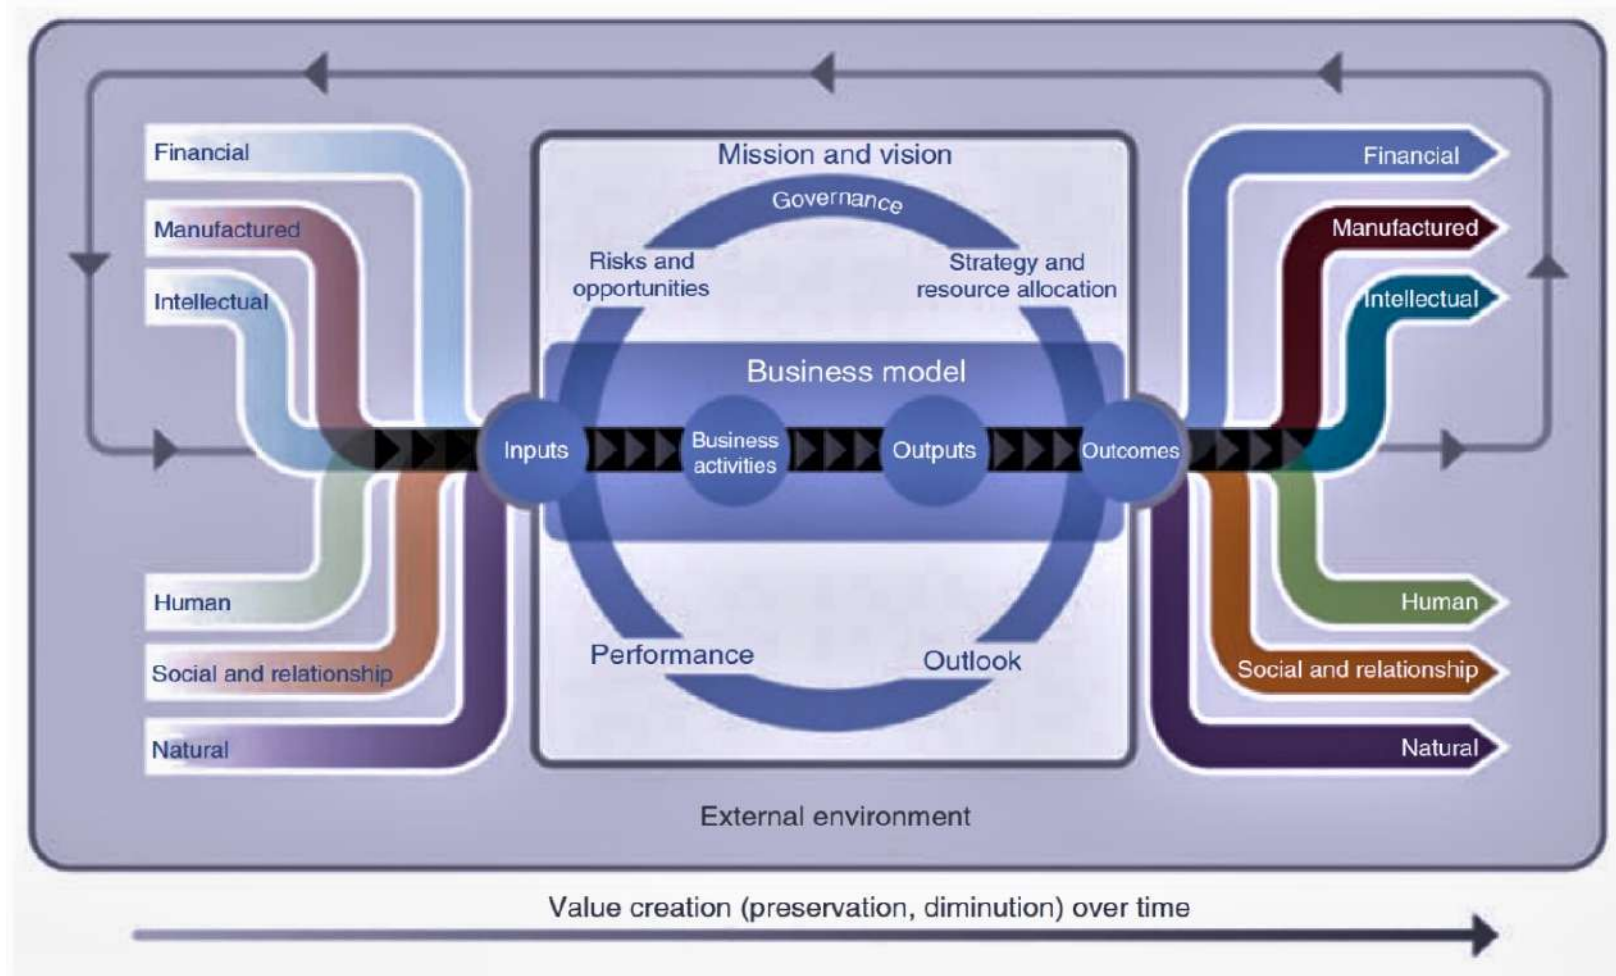 Financial
Manufactured
Intellectual
Human
Social and relationship
Natural
Mission and vision
Governance
Risks and
opportunities
Strategy and
resource allocation
Business model
Inputs
Business
activities
Outputs
Outcomes
Performance
Outlook
Financial
Manufactured
Intellectual
Human
Social and relationship
Natural
External environment
Value creation (preservation, diminution) over time